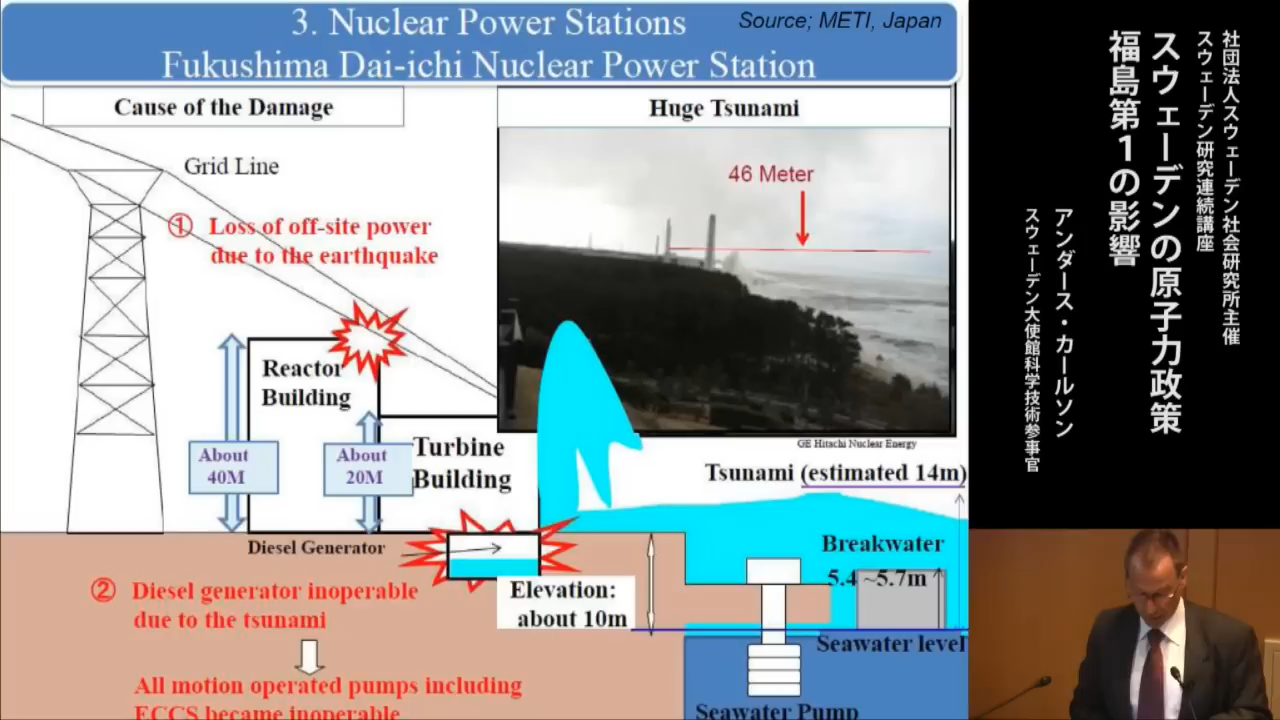 3. Nuclear Power Stations
Source; METI, Japan
Fukushima Dai-ichi Nuclear Power Station
Cause of the Damage
Huge Tsunami
Grid Line
46 Meter
① Loss of off-site power
due to the earthquake
Reactor
Building
About
40M
About
20M
Turbine
Building
GE Hitachi Nuclear Energy
Tsunami (estimated 14m)
Diesel Generator
Breakwater
5.4 ~5.7m
② Diesel generator inoperable
due to the tsunami
Elevation:
about 10m
Seawater level
All motion operated pumps including
ECCS became inoperable
Seawater Pump
社団法人スウェーデン社会研究所主催
スウェーデン研究連続講座
スウェーデンの原子力政策
福島第1の影響
アンダース・カールソン
スウェーデン大使館科学技術参事官